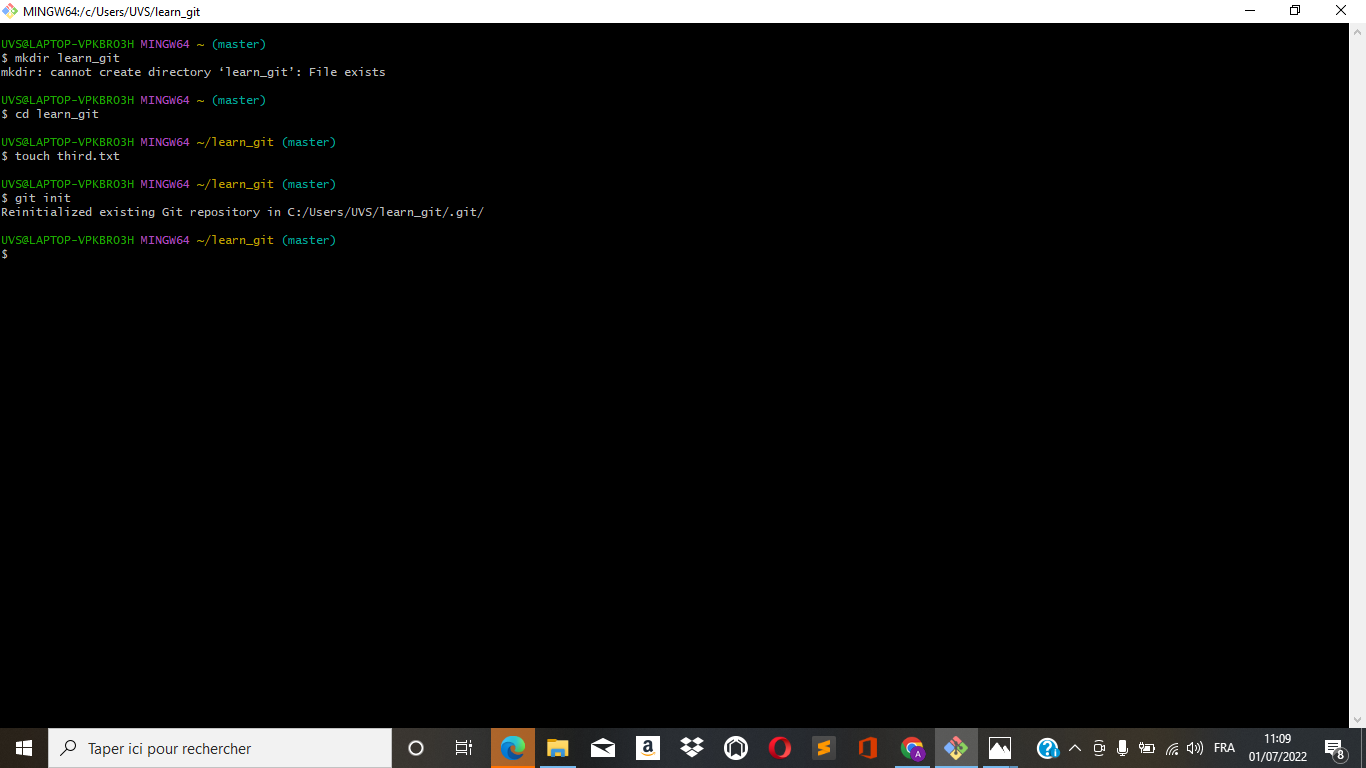 MINGW64:/c/Users/UVS/learn_git
UVS@LAPTOP-VPKBRO3H MINGW64 ~ (master)
$ mkdir learn_git
mkdir: cannot create directory ‘learn_git’: File exists
UVS@LAPTOP-VPKBRO3H MINGW64 ~ (master)
$ cd learn_git
UVS@LAPTOP-VPKBRO3H MINGW64 ~/learn_git (master)
$ touch third.txt
UVS@LAPTOP-VPKBRO3H MINGW64 ~/learn_git (master)
$ git init
Reinitialized existing Git repository in C:/Users/UVS/learn_git/.git/
UVS@LAPTOP-VPKBRO3H MINGW64 ~/learn_git (master)
$
Taper ici pour rechercher
FRA
11:09
01/07/2022
8